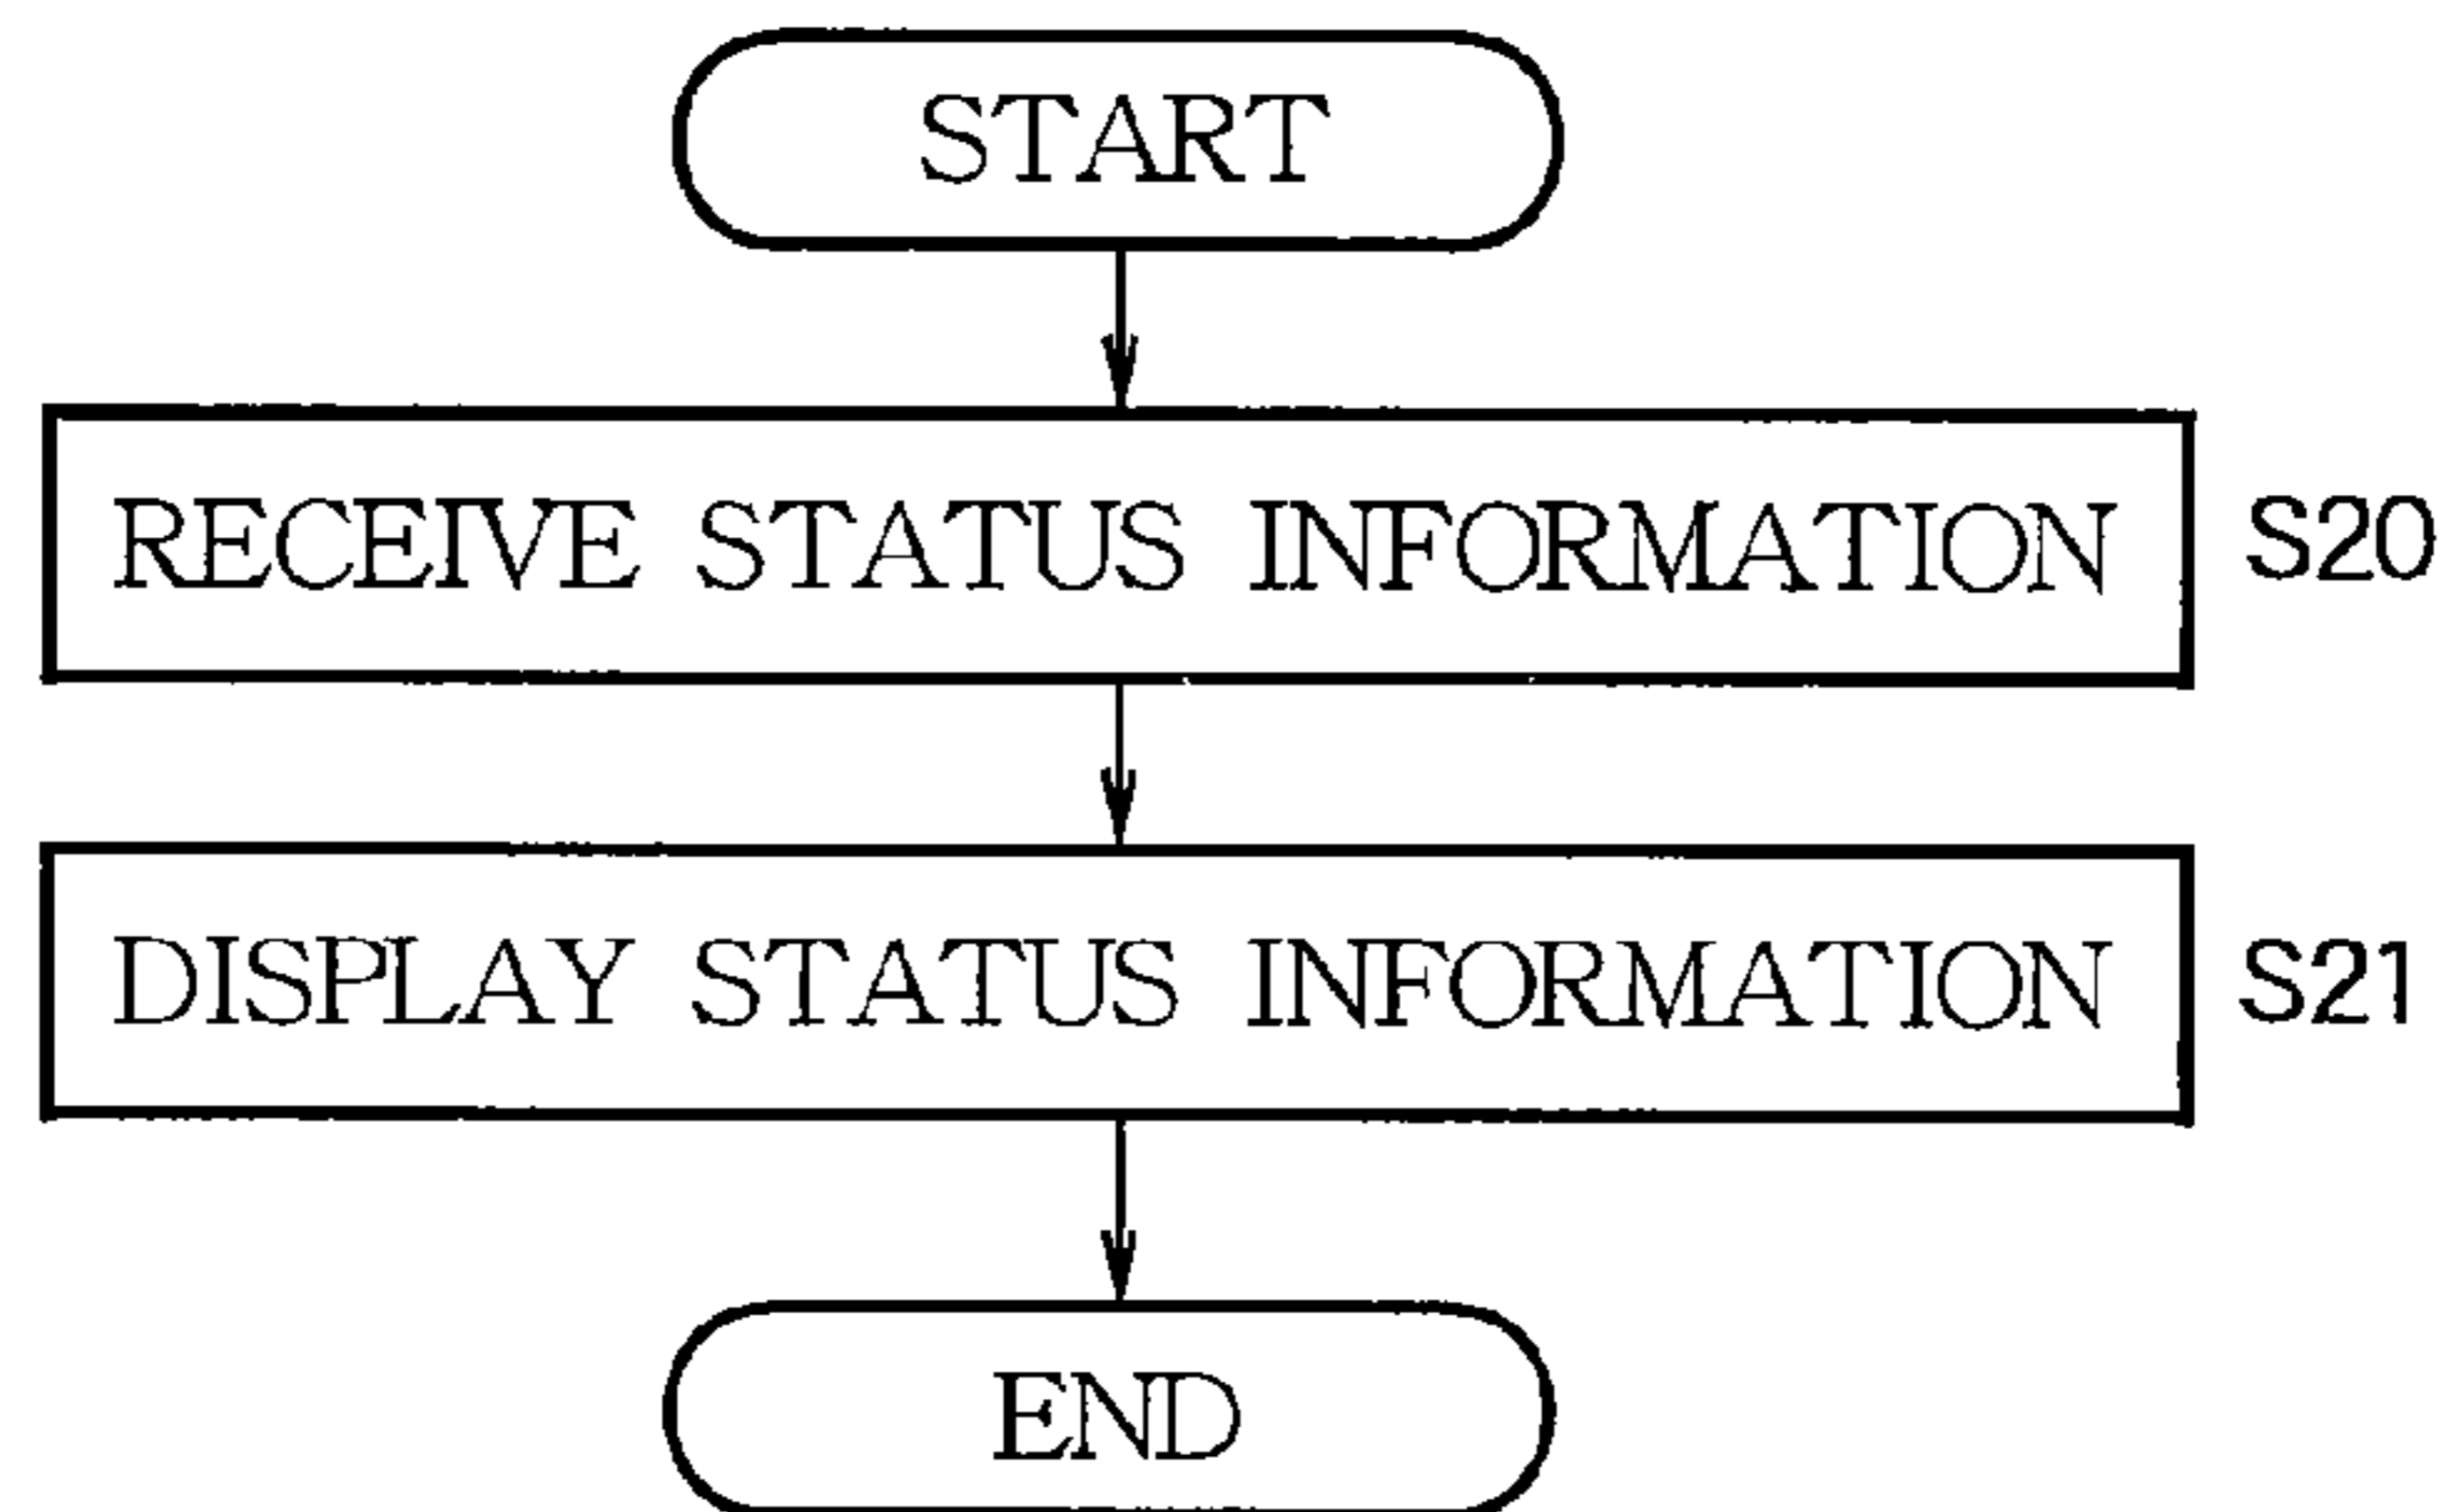 START
RECEIVE STATUS INFORMATION S20
DISPLAY STATUS INFORMATION S21
END